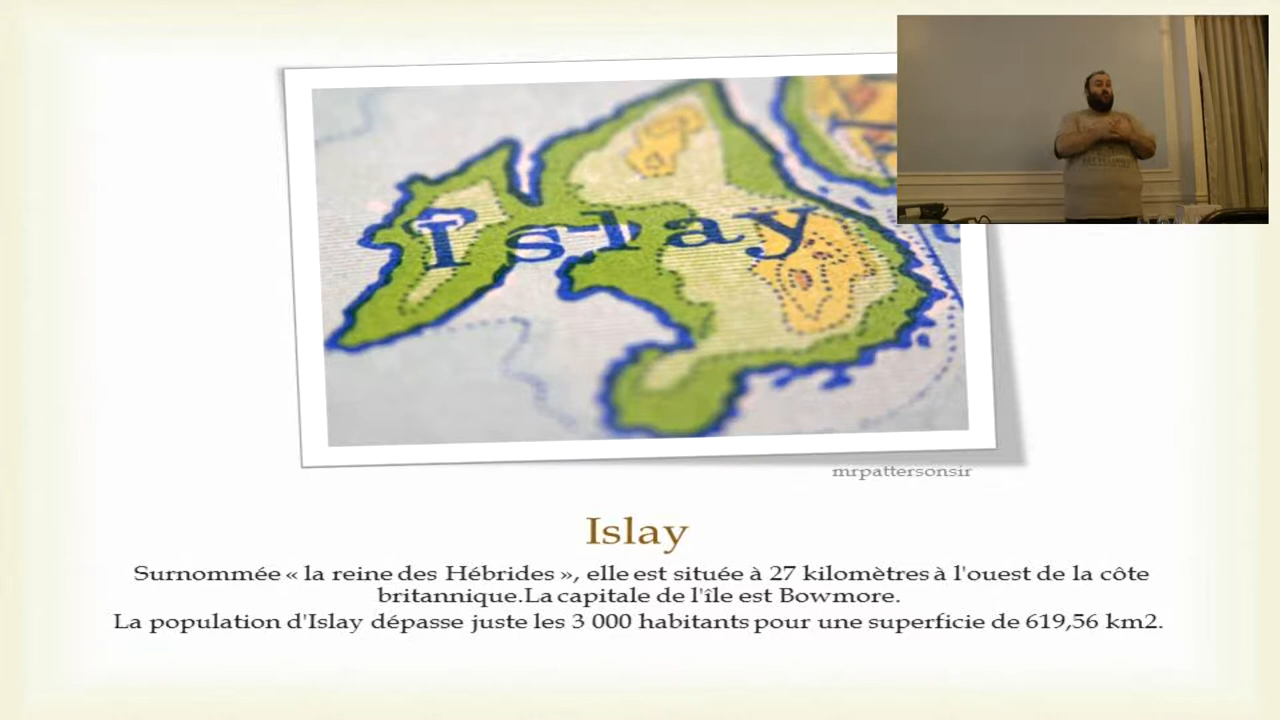 Islay
mrpattersonsir
Islay
Surnommée « la reine des Hébrides », elle est située à 27 kilomètres à l'ouest de la côte
britannique.La capitale de l'île est Bowmore.
La population d'Islay dépasse juste les 3 000 habitants pour une superficie de 619,56 km2.